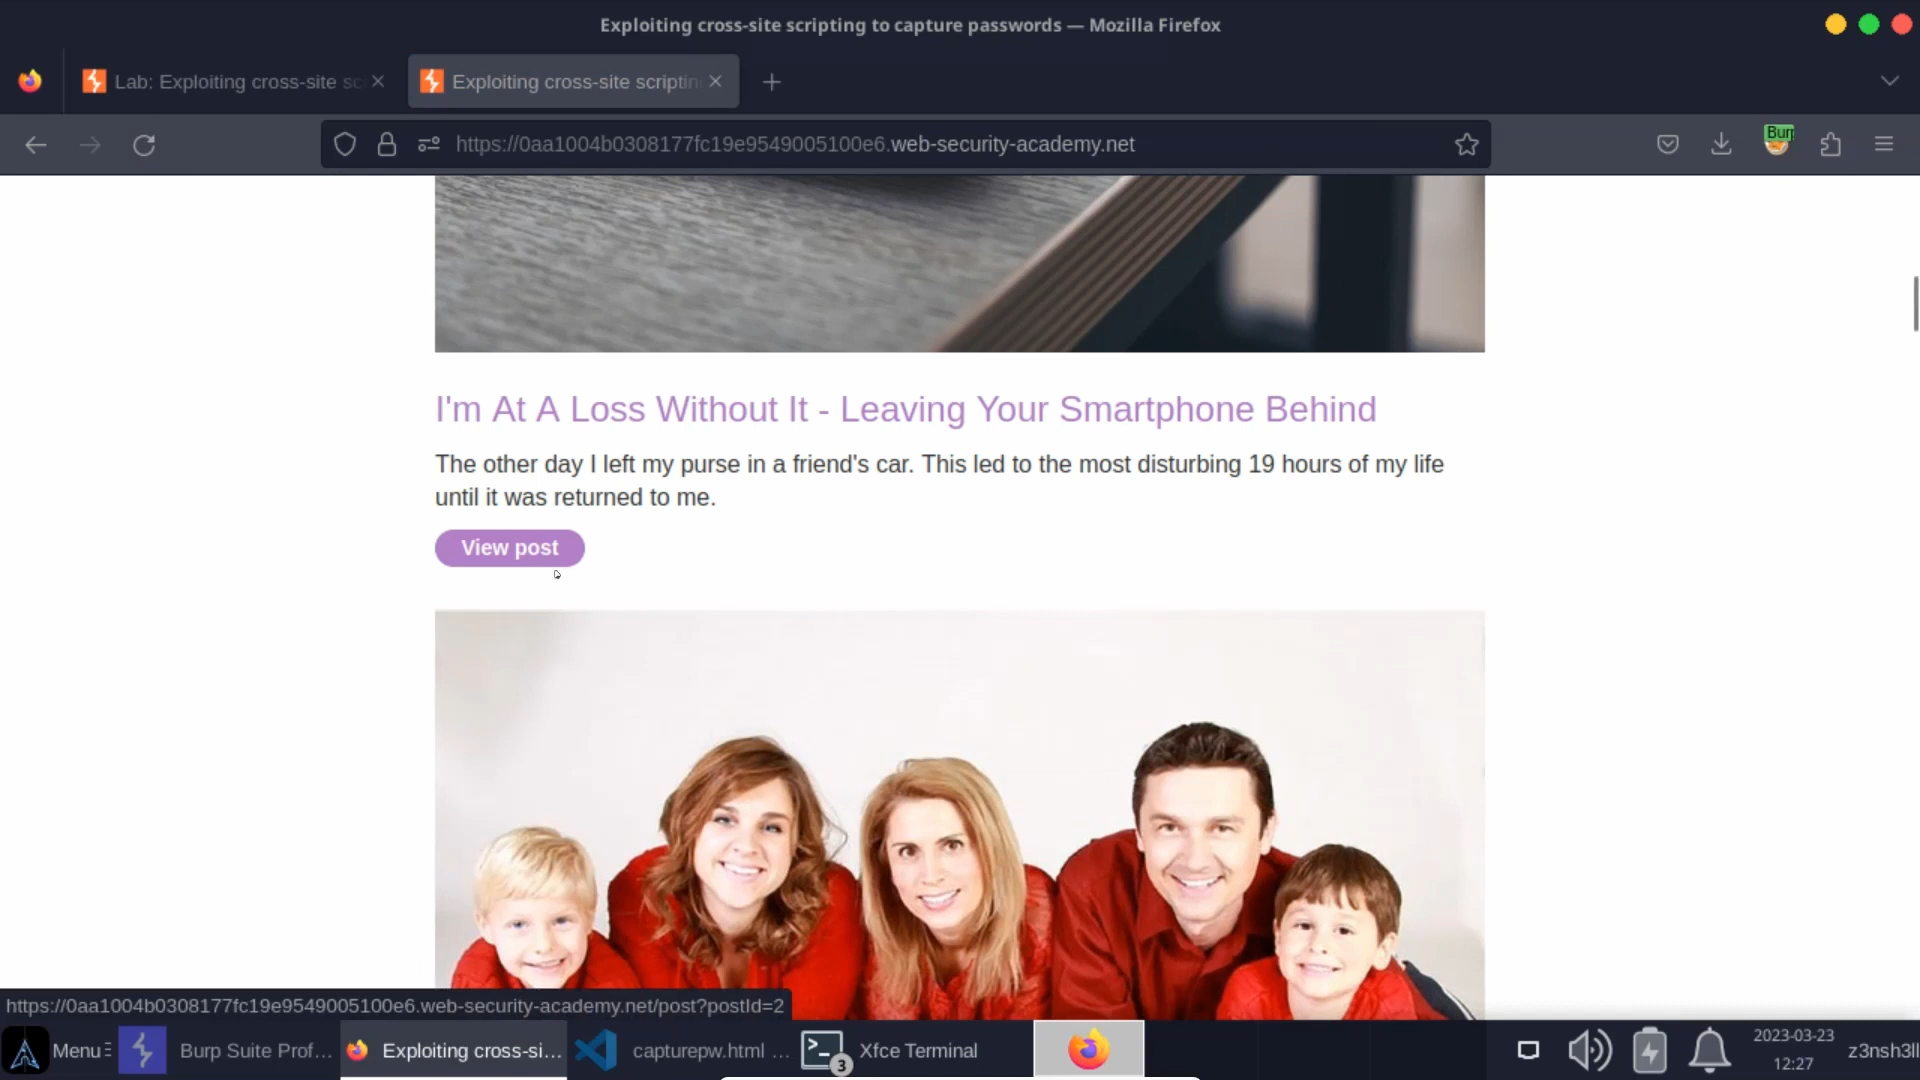 Exploiting cross-site scripting to capture passwords — Mozilla Firefox
Lab: Exploiting cross-site sc
Exploiting cross-site scriptin
https://0aa1004b0308177fc19e9549005100e6.web-security-academy.net
Bur
I'm At A Loss Without It - Leaving Your Smartphone Behind
The other day I left my purse in a friend's car. This led to the most disturbing 19 hours of my life
until it was returned to me.
View post
https://0aa1004b0308177fc19e9549005100e6.web-security-academy.net/post?postId=2
Menu
Burp Suite Prof...
Exploiting cross-si...
capturepw.html ...
3
Xfce Terminal
2023-03-23
12:27
z3nsh3ll